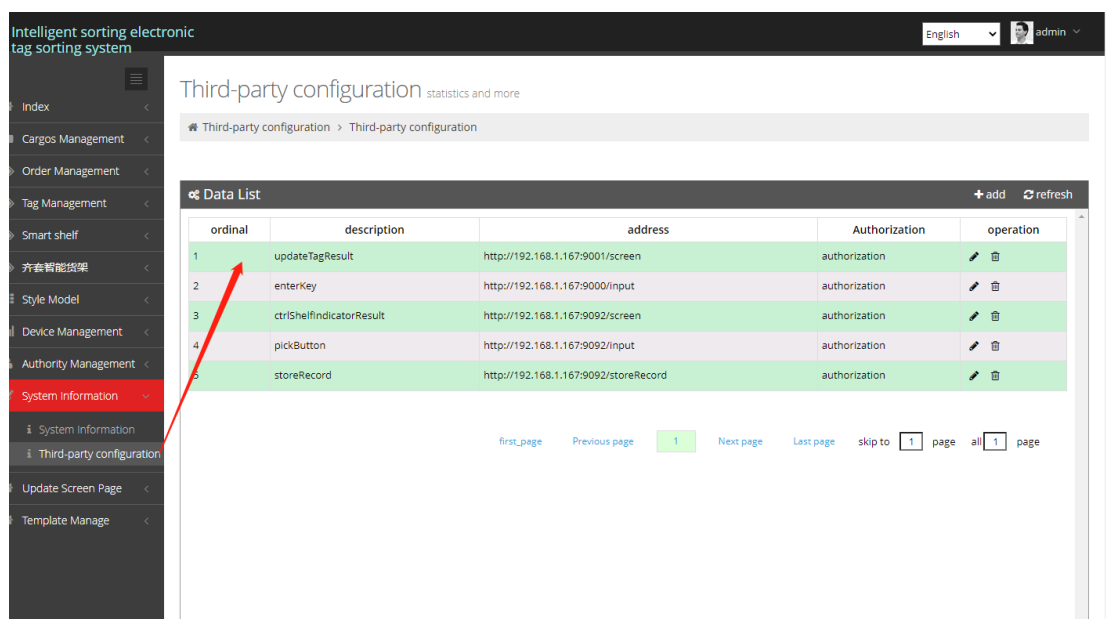 Intelligent sorting electronic
tag sorting system
English
admin
Index
Cargos Management
Order Management
Tag Management
Smart shelf
齐套智能货架
Style Model
Device Management
Authority Management
System Information
System Information
Third-party configuration
Update Screen Page
Template Manage
Third-party configuration statistics and more
Third-party configuration > Third-party configuration
Data List + add refresh
ordinal description address Authorization operation
1 updateTagResult http://192.168.1.167:9001/screen authorization
2 enterKey http://192.168.1.167:9000/input authorization
3 ctrlShelfIndicatorResult http://192.168.1.167:9092/screen authorization
4 pickButton http://192.168.1.167:9092/input authorization
5 storeRecord http://192.168.1.167:9092/storeRecord authorization
first_page Previous page 1 Next page Last page skip to 1 page all 1 page